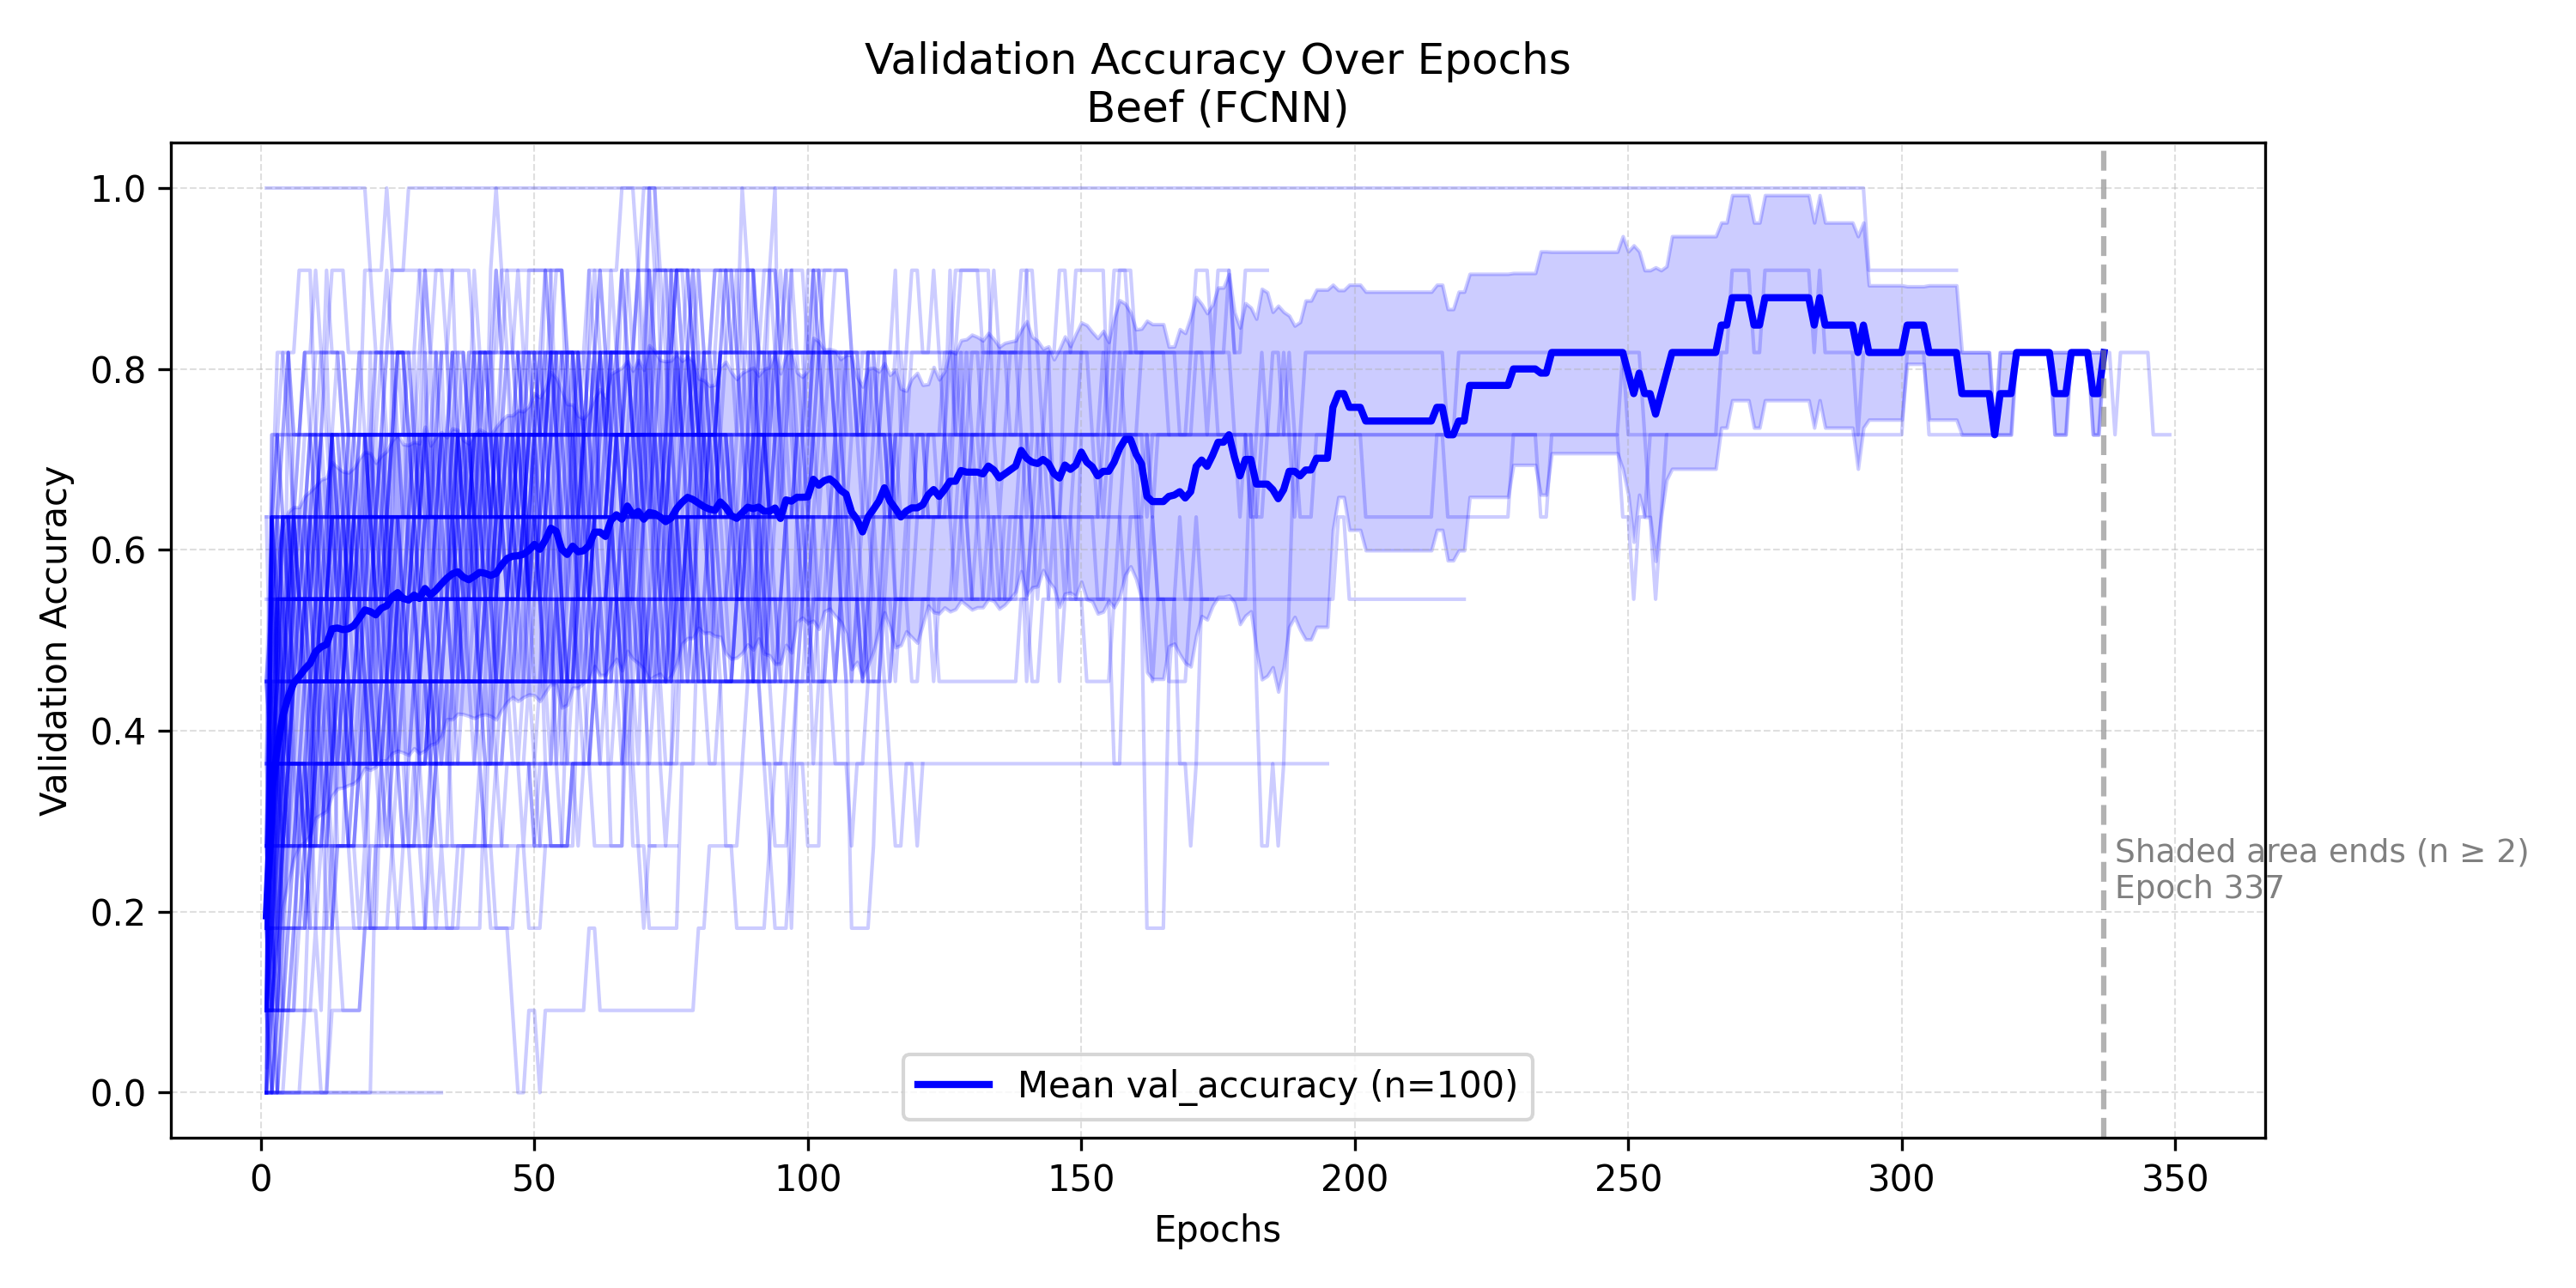 Validation Accuracy Over Epochs
Beef (FCNN)
Validation Accuracy
1.0
0.8
0.6
0.4
0.2
0.0
Shaded area ends (n ≥ 2)
Epoch 337
Mean val_accuracy (n=100)
0 50 100 150 200 250 300 350
Epochs